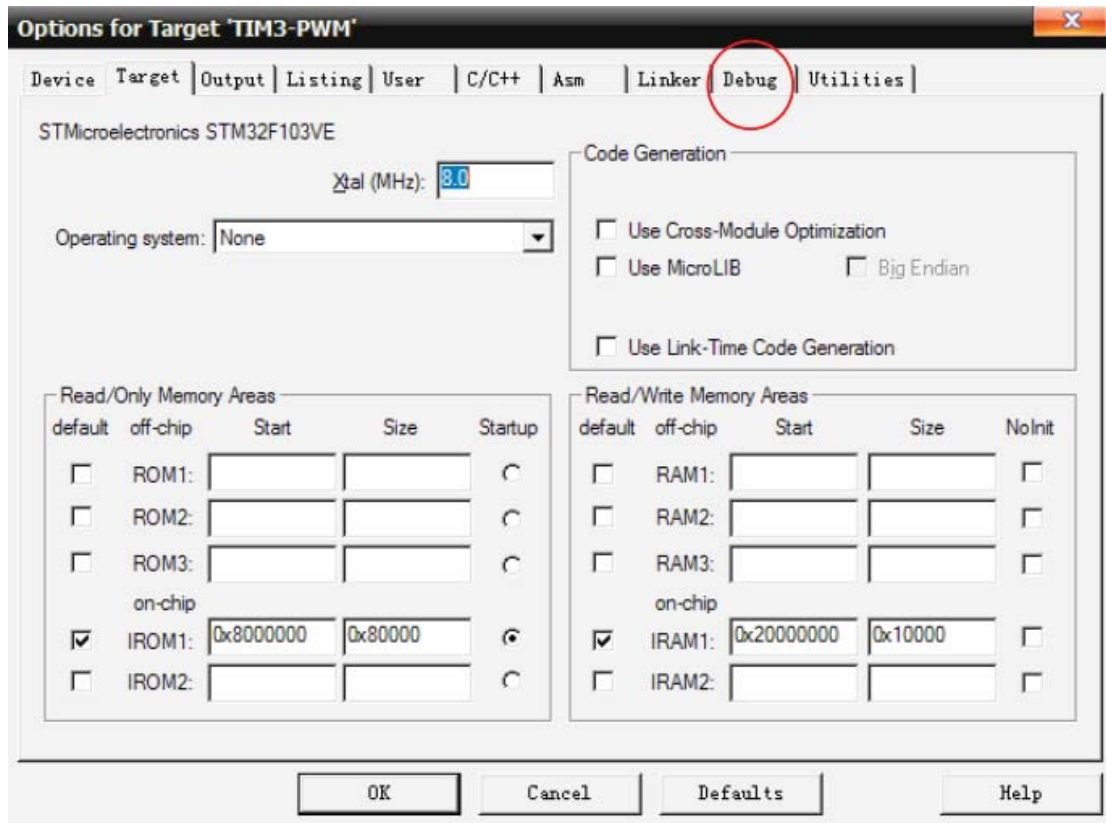 Options for Target 'TIM3-PWM'
Device Target Output Listing User C/C++ Asm Linker Debug Utilities
STMicroelectronics STM32F103VE
Xtal (MHz): 8.0
Operating system: None
Code Generation
Use Cross-Module Optimization
Use MicroLIB Big Endian
Use Link-Time Code Generation
Read/Only Memory Areas
default off-chip Start Size Startup
ROM1:
ROM2:
ROM3:
on-chip
IROM1: 0x8000000 0x80000
IROM2:
Read/Write Memory Areas
default off-chip Start Size NoInit
RAM1:
RAM2:
RAM3:
on-chip
IRAM1: 0x20000000 0x10000
IRAM2:
OK Cancel Defaults Help